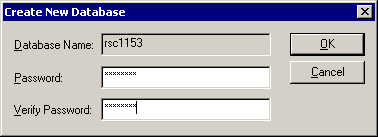 Create New Database
Database Name: rsc1153 OK
Password: ******** Cancel
Verify Password: ********